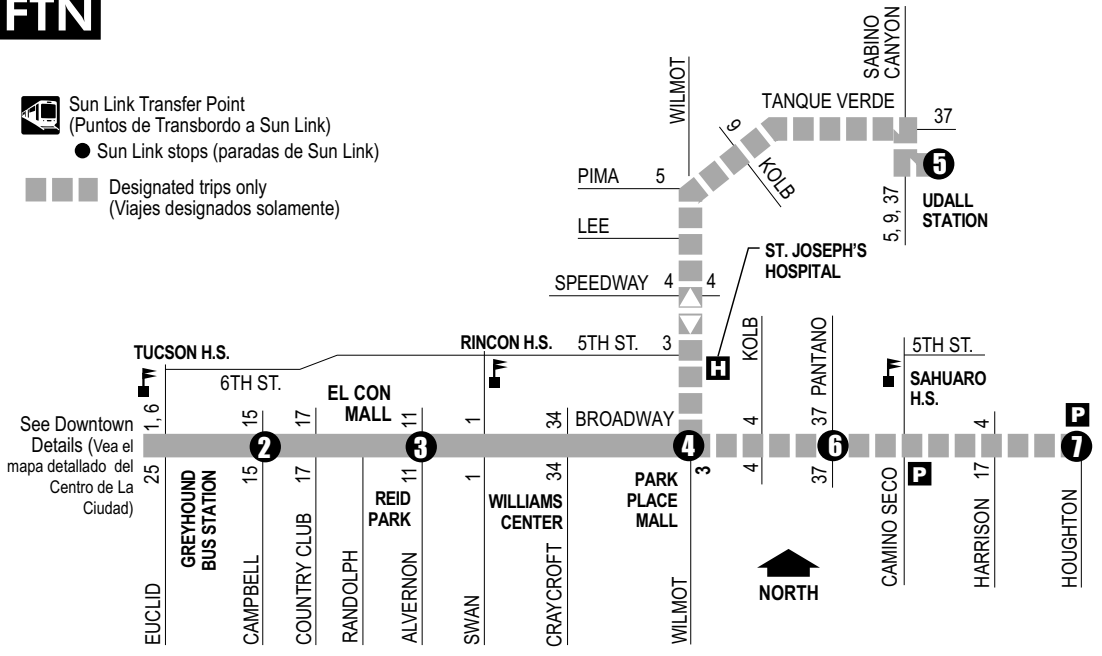 FTN
Sun Link Transfer Point
(Puntos de Transbordo a Sun Link)
● Sun Link stops (paradas de Sun Link)
Designated trips only
(Viajes designados solamente)
SABINO
CANYON
WILMOT
TANQUE VERDE
37
9
KOLB
PIMA 5
5
UDALL
STATION
5, 9, 37
LEE
ST. JOSEPH'S
HOSPITAL
SPEEDWAY 4
4
TUCSON H.S.
RINCON H.S.
5TH ST. 3
H
KOLB
PANTANO
5TH ST.
SAHUARO
H.S.
6TH ST.
EL CON
MALL
BROADWAY
P
See Downtown
Details (Vea el
mapa detallado del
Centro de La
Ciudad)
1, 6
15
17
11
1
34
4
37
4
2
3
4
6
7
25
15
17
11
1
34
3
4
37
P
17
GREYHOUND
BUS STATION
REID
PARK
WILLIAMS
CENTER
PARK
PLACE
MALL
NORTH
EUCLID
CAMPBELL
COUNTRY CLUB
RANDOLPH
ALVERNON
SWAN
CRAYCROFT
WILMOT
CAMINO SECO
HARRISON
HOUGHTON